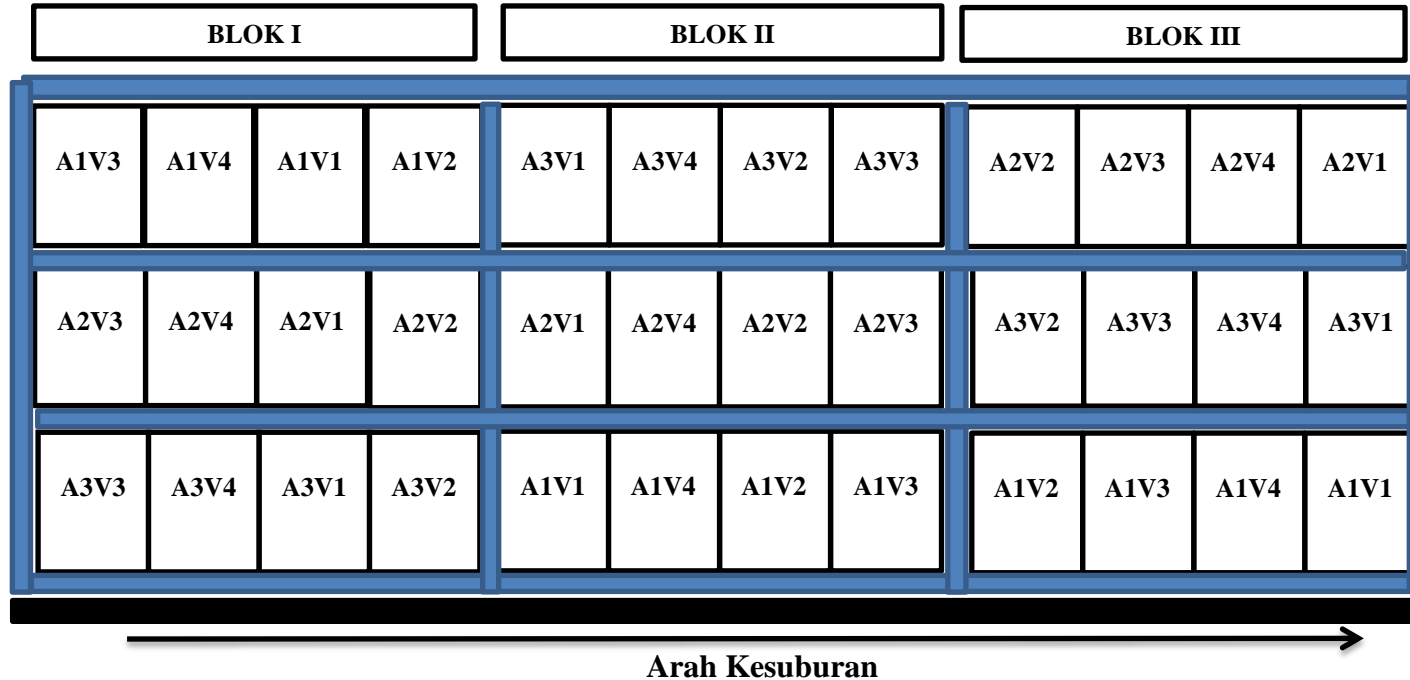 BLOK I BLOK II BLOK III
A1V3 A1V4 A1V1 A1V2 A3V1 A3V4 A3V2 A3V3 A2V2 A2V3 A2V4 A2V1
A2V3 A2V4 A2V1 A2V2 A2V1 A2V4 A2V2 A2V3 A3V2 A3V3 A3V4 A3V1
A3V3 A3V4 A3V1 A3V2 A1V1 A1V4 A1V2 A1V3 A1V2 A1V3 A1V4 A1V1
Arah Kesuburan